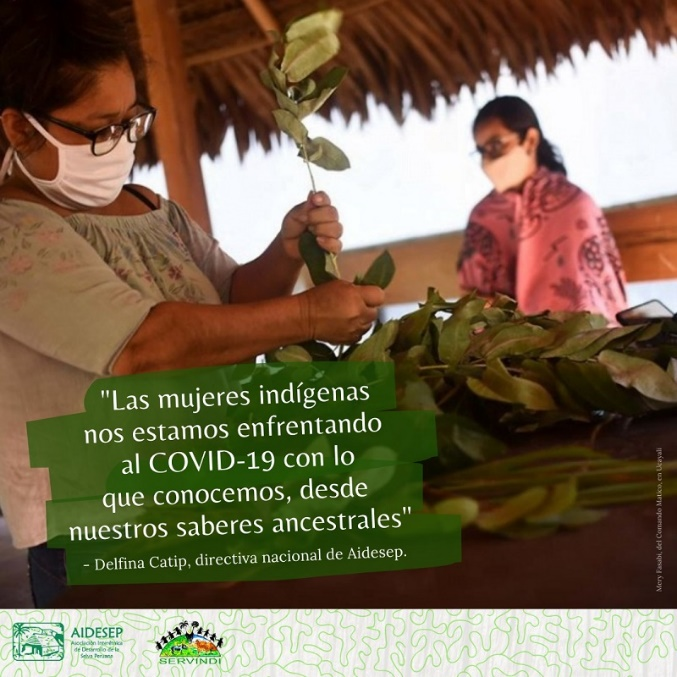 "Las mujeres indígenas
nos estamos enfrentando
al COVID-19 con lo
que conocemos, desde
nuestros saberes ancestrales"
- Delfina Catip, directiva nacional de Aidesep.
Mery Fasabi, del Comando Matico, en Ucayali
AIDESEP
Asociación Interétnica
de Desarrollo de la
Selva Peruana
SERVINDI